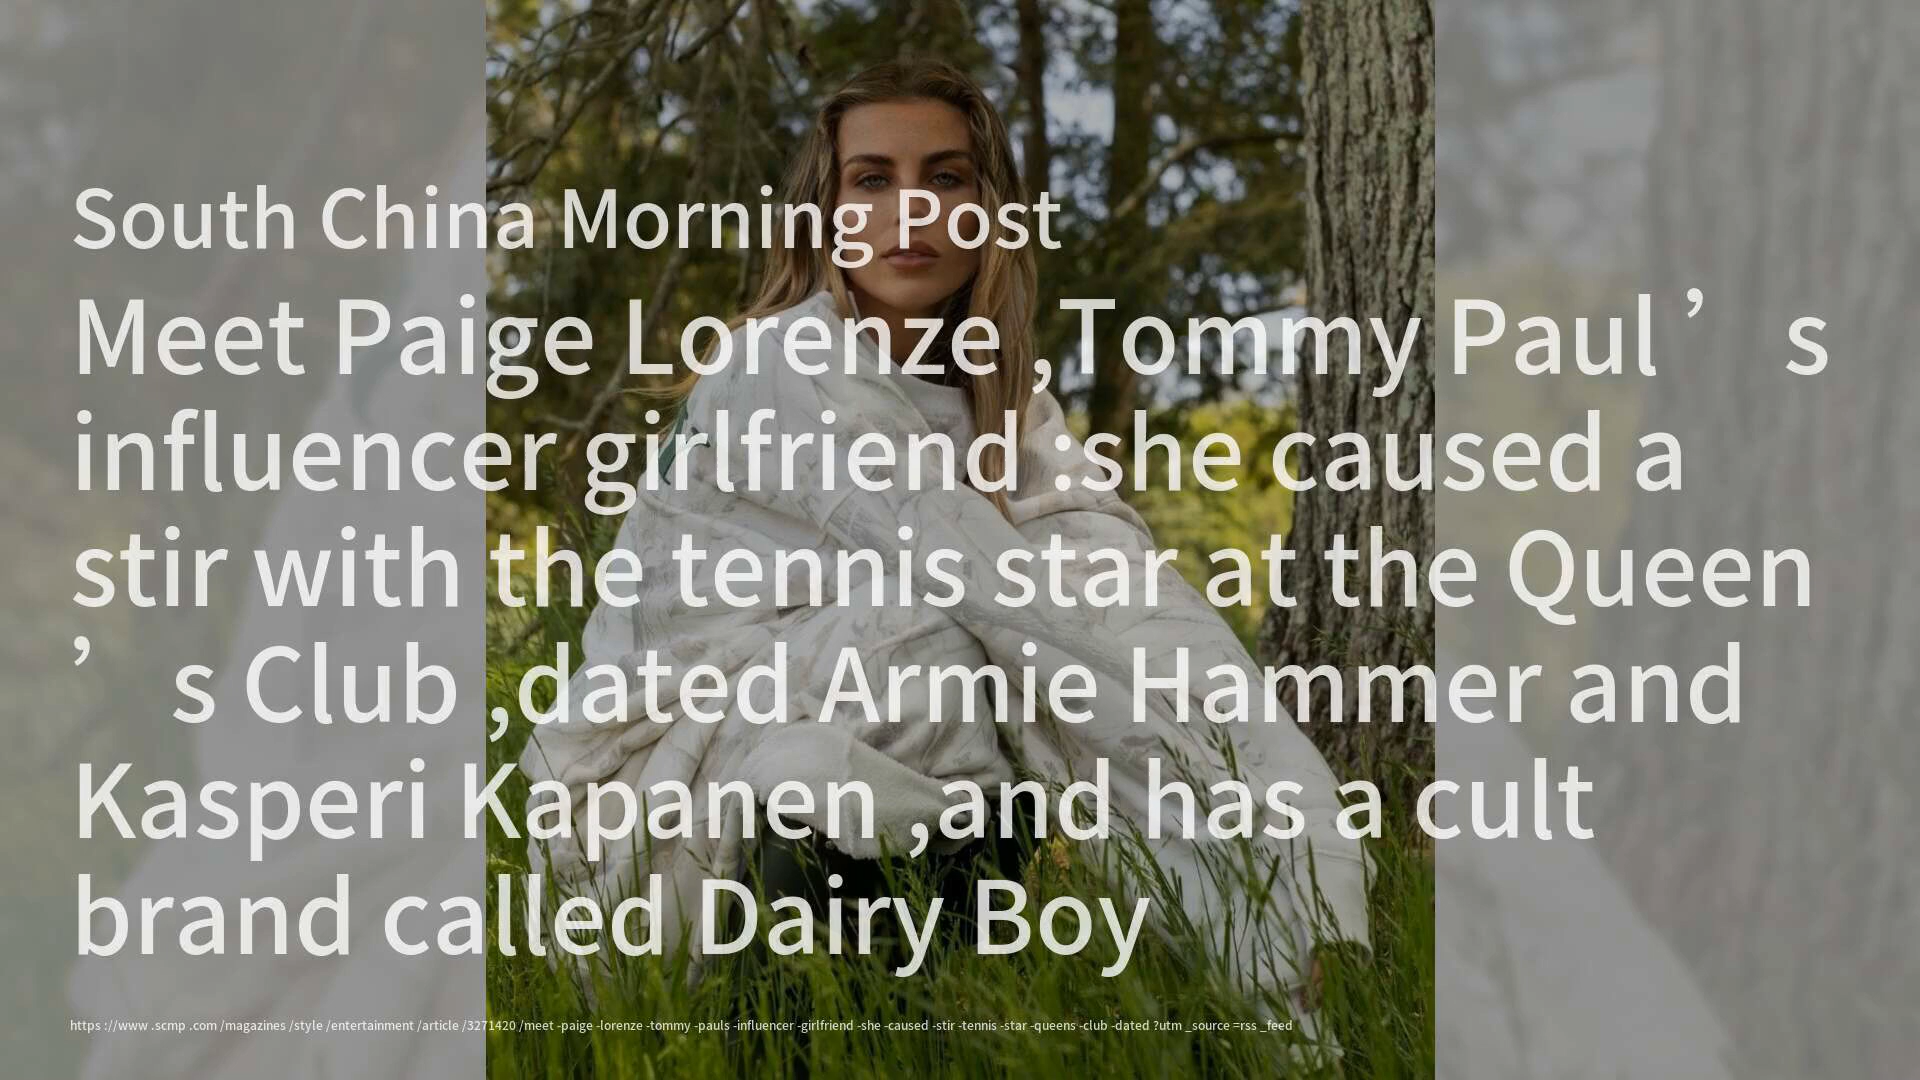 South China Morning Post
Meet Paige Lorenze ,Tommy Paul ’ s
influencer girlfriend :she caused a
stir with the tennis star at the Queen
’ s Club ,dated Armie Hammer and
Kasperi Kapanen ,and has a cult
brand called Dairy Boy
https ://www .scmp .com /magazines /style /entertainment /article /3271420 /meet -paige -lorenze -tommy -pauls -influencer -girlfriend -she -caused -stir -tennis -star -queens -club -dated ?utm _source =rss _feed